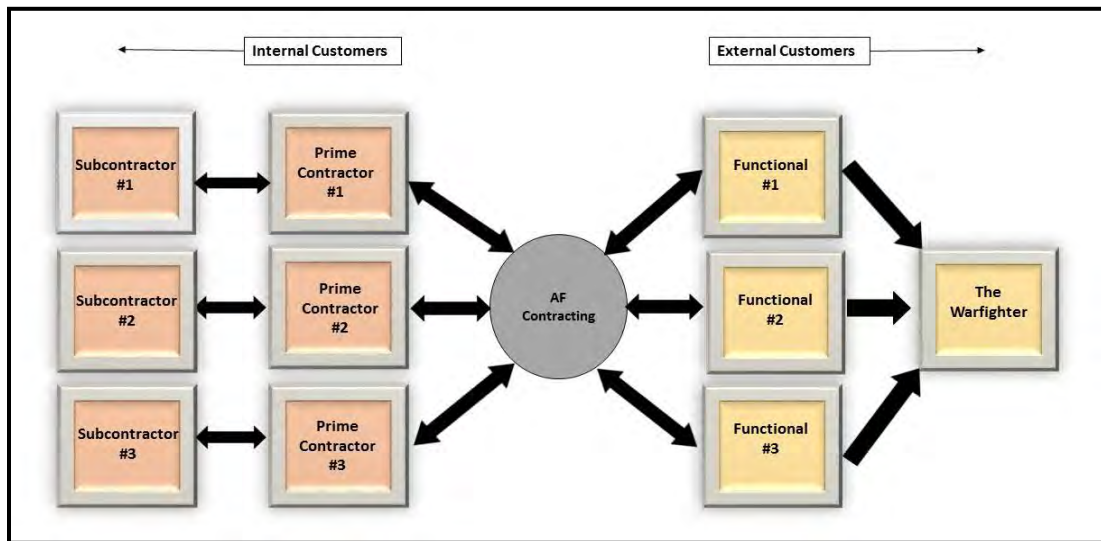 Internal Customers
External Customers
Subcontractor
#1
Prime
Contractor
#1
Functional
#1
Subcontractor
#2
Prime
Contractor
#2
AF
Contracting
Functional
#2
The
Warfighter
Subcontractor
#3
Prime
Contractor
#3
Functional
#3